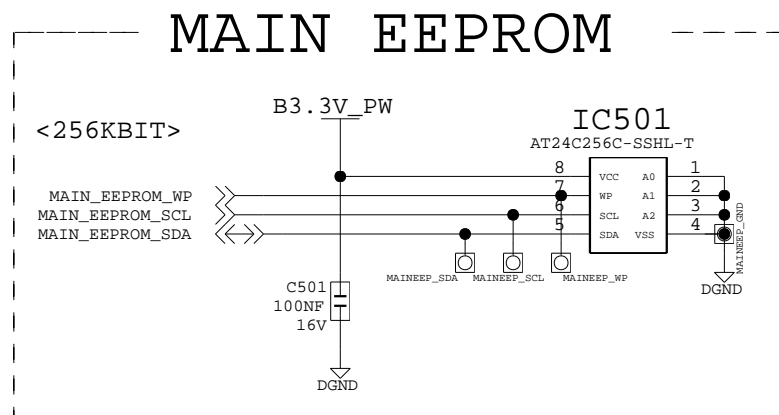 MAIN EEPROM
<256KBIT>
B3.3V_PW
IC501
AT24C256C-SSHL-T
8 VCC A0 1
MAIN_EEPROM_WP 7 WP A1 2
MAIN_EEPROM_SCL 6 SCL A2 3
MAIN_EEPROM_SDA 5 SDA VSS 4
MAINEEP_GND
MAINEEP_SDA MAINEEP_SCL MAINEEP_WP
DGND
C501
100NF
16V
DGND